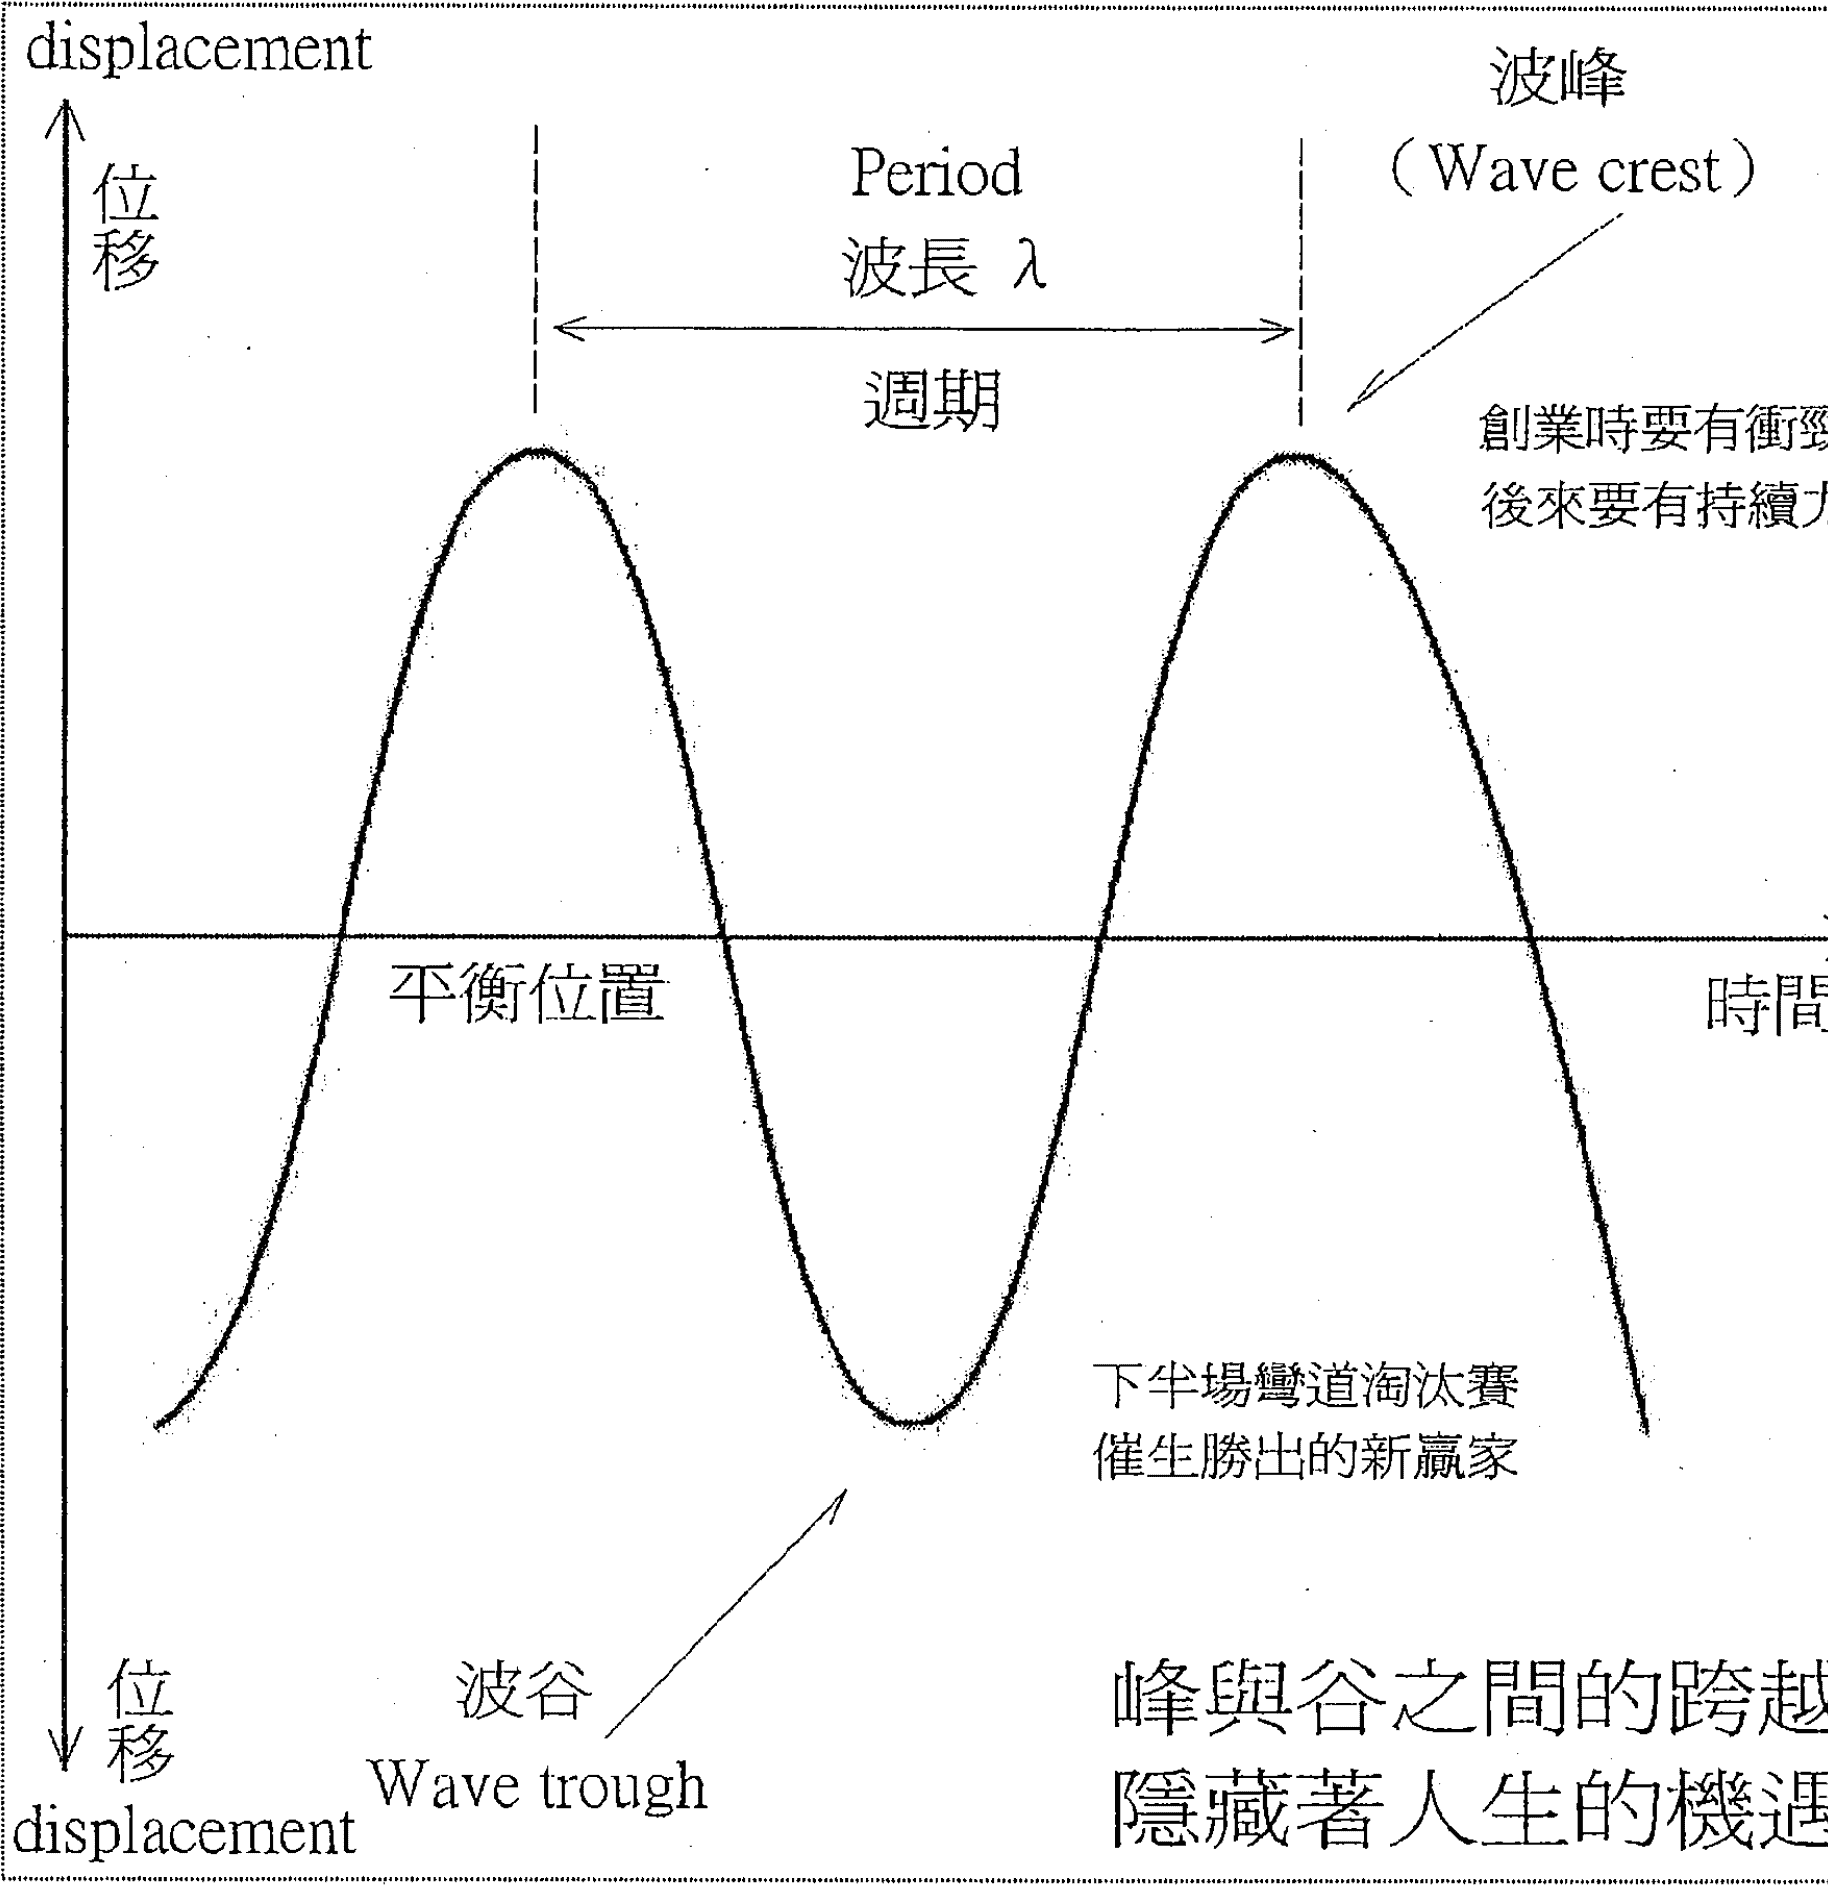 displacement
位移
波峰
（Wave crest）
Period
波長 λ
週期
創業時要有衝
後來要有持續
平衡位置
時間
下半場彎道淘汰賽
催生勝出的新贏家
波谷
Wave trough
位移
displacement
峰與谷之間的跨越
隱藏著人生的機遇